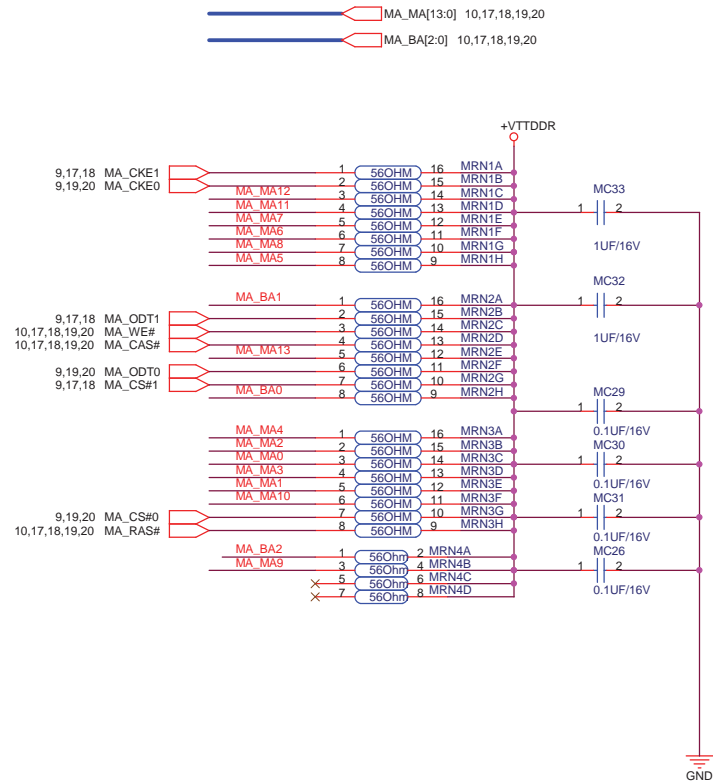 MA_MA[13:0] 10,17,18,19,20
MA_BA[2:0] 10,17,18,19,20
+VTTDDR
9,17,18 MA_CKE1 1 56OHM 16 MRN1A
9,19,20 MA_CKE0 2 56OHM 15 MRN1B
MA_MA12 3 56OHM 14 MRN1C
MA_MA11 4 56OHM 13 MRN1D
MA_MA7 5 56OHM 12 MRN1E
MA_MA6 6 56OHM 11 MRN1F
MA_MA8 7 56OHM 10 MRN1G
MA_MA5 8 56OHM 9 MRN1H
MC33
1 2
1UF/16V
MA_BA1 1 56OHM 16 MRN2A
9,17,18 MA_ODT1 2 56OHM 15 MRN2B
10,17,18,19,20 MA_WE# 3 56OHM 14 MRN2C
10,17,18,19,20 MA_CAS# 4 56OHM 13 MRN2D
MA_MA13 5 56OHM 12 MRN2E
9,19,20 MA_ODT0 6 56OHM 11 MRN2F
9,17,18 MA_CS#1 7 56OHM 10 MRN2G
MA_BA0 8 56OHM 9 MRN2H
MC32
1 2
1UF/16V
MC29
1 2
0.1UF/16V
MA_MA4 1 56OHM 16 MRN3A
MA_MA2 2 56OHM 15 MRN3B
MA_MA0 3 56OHM 14 MRN3C
MA_MA3 4 56OHM 13 MRN3D
MA_MA1 5 56OHM 12 MRN3E
MA_MA10 6 56OHM 11 MRN3F
9,19,20 MA_CS#0 7 56OHM 10 MRN3G
10,17,18,19,20 MA_RAS# 8 56OHM 9 MRN3H
MC30
1 2
0.1UF/16V
MC31
1 2
0.1UF/16V
MA_BA2 1 56Ohm 2 MRN4A
MA_MA9 3 56Ohm 4 MRN4B
5 56Ohm 6 MRN4C
7 56Ohm 8 MRN4D
MC26
1 2
0.1UF/16V
GND